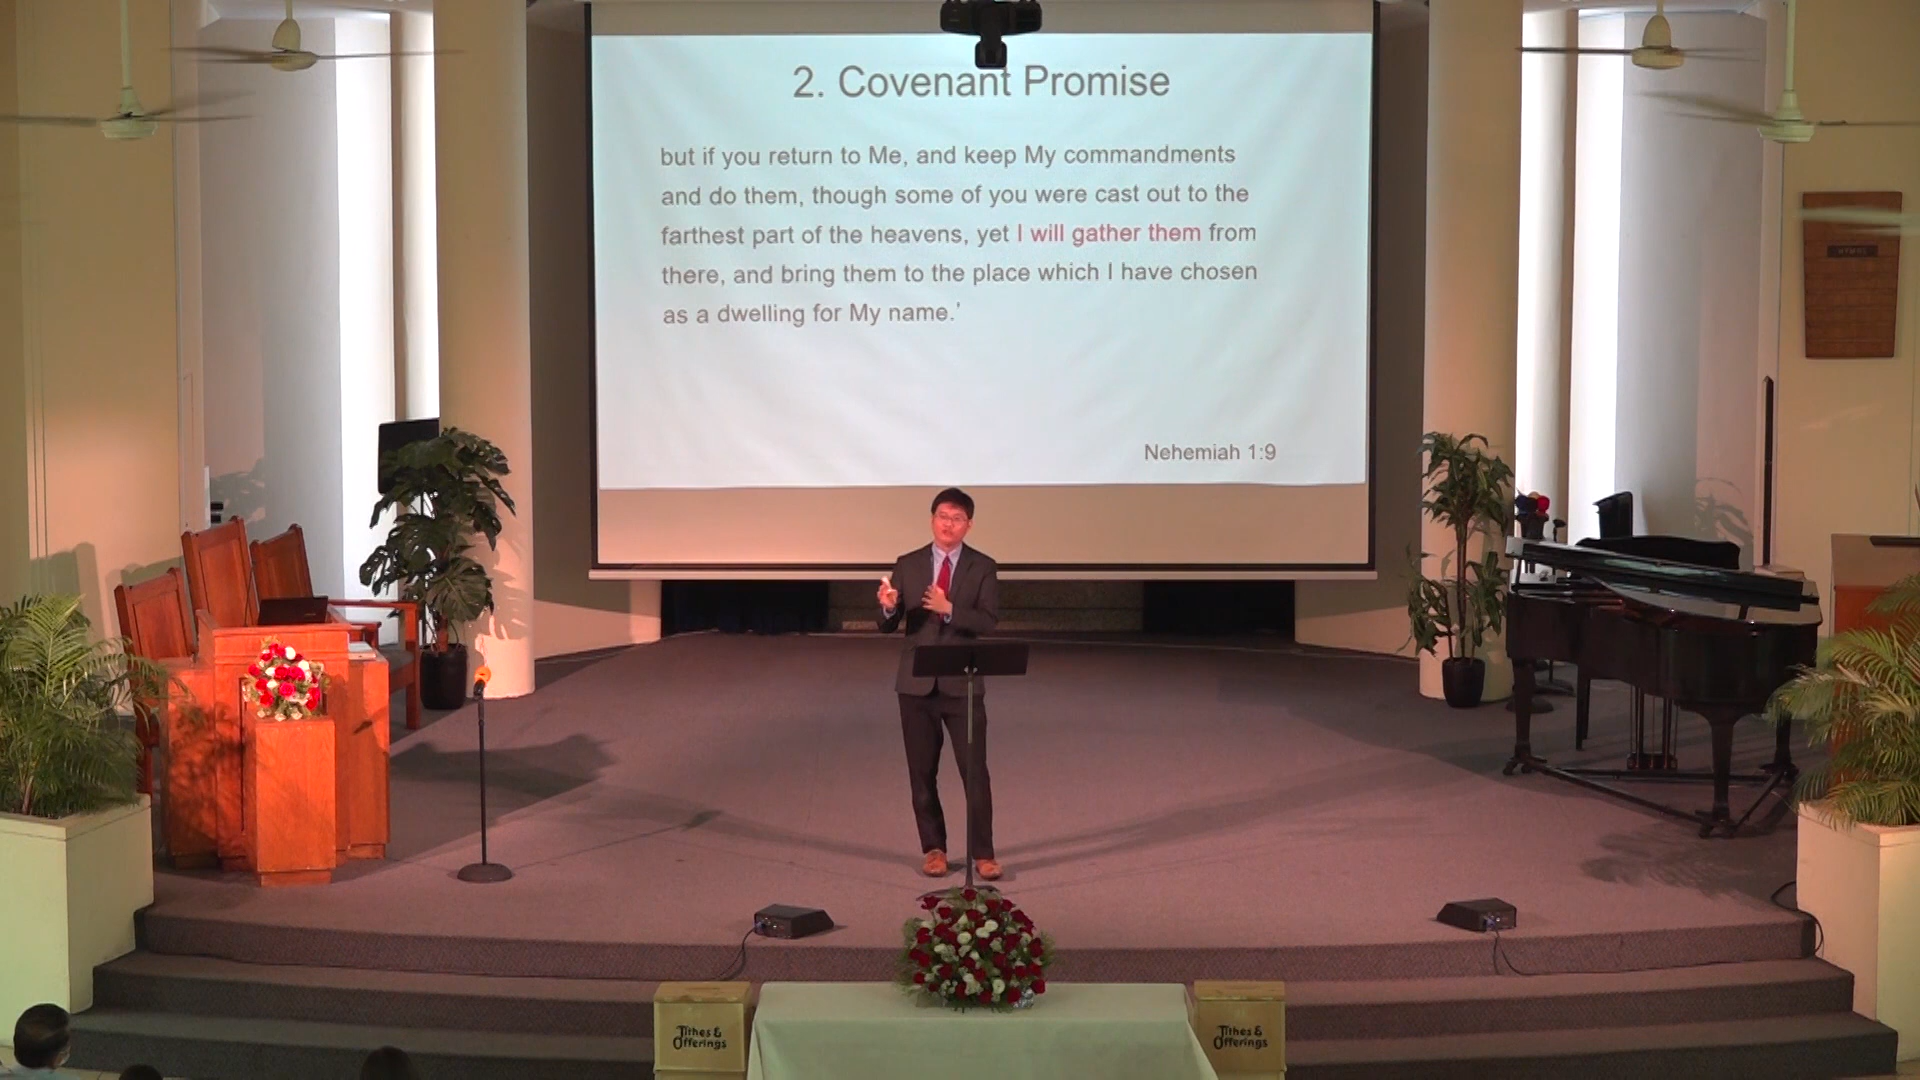 2. Covenant Promise
but if you return to Me, and keep My commandments
and do them, though some of you were cast out to the
farthest part of the heavens, yet I will gather them from
there, and bring them to the place which I have chosen
as a dwelling for My name.'
Nehemiah 1:9
HYMNS
Tithes &
Offerings
Tithes &
Offerings